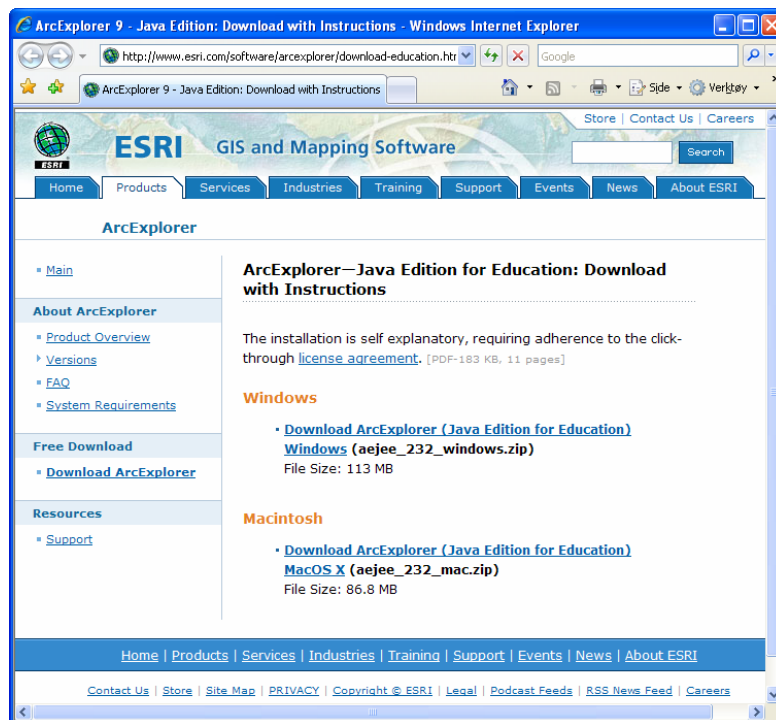 ArcExplorer 9 - Java Edition: Download with Instructions - Windows Internet Explorer
http://www.esri.com/software/arcexplorer/download-education.htr
Google
ArcExplorer 9 - Java Edition: Download with Instructions
Side
Verktøy
»
Store | Contact Us | Careers
ESRI
ESRI GIS and Mapping Software
Search
Home Products Services Industries Training Support Events News About ESRI
ArcExplorer
Main
About ArcExplorer
Product Overview
Versions
FAQ
System Requirements
Free Download
Download ArcExplorer
Resources
Support
ArcExplorer—Java Edition for Education: Download
with Instructions
The installation is self explanatory, requiring adherence to the click-
through license agreement. [PDF-183 KB, 11 pages]
Windows
Download ArcExplorer (Java Edition for Education)
Windows (aejee_232_windows.zip)
File Size: 113 MB
Macintosh
Download ArcExplorer (Java Edition for Education)
MacOS X (aejee_232_mac.zip)
File Size: 86.8 MB
Home | Products | Services | Industries | Training | Support | Events | News | About ESRI
Contact Us | Store | Site Map | PRIVACY | Copyright © ESRI | Legal | Podcast Feeds | RSS News Feed | Careers